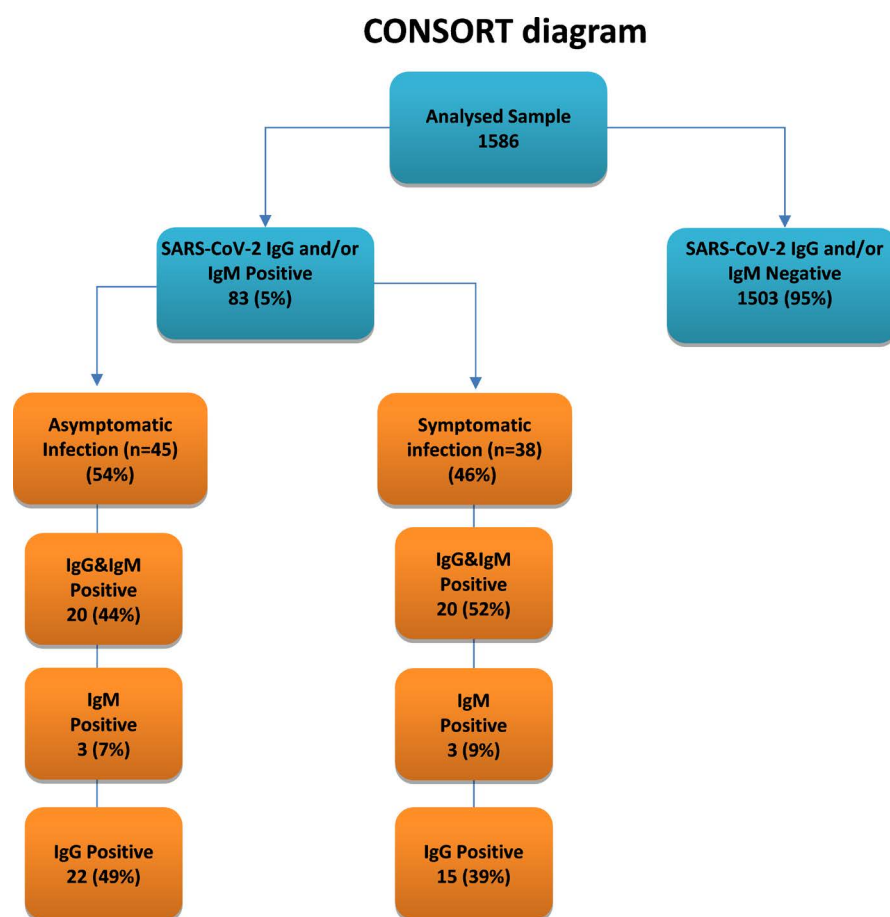 CONSORT diagram
Analysed Sample
1586
SARS-CoV-2 IgG and/or
IgM Positive
83 (5%)
SARS-CoV-2 IgG and/or
IgM Negative
1503 (95%)
Asymptomatic
Infection (n=45)
(54%)
Symptomatic
infection (n=38)
(46%)
IgG&IgM
Positive
20 (44%)
IgG&IgM
Positive
20 (52%)
IgM
Positive
3 (7%)
IgM
Positive
3 (9%)
IgG Positive
22 (49%)
IgG Positive
15 (39%)